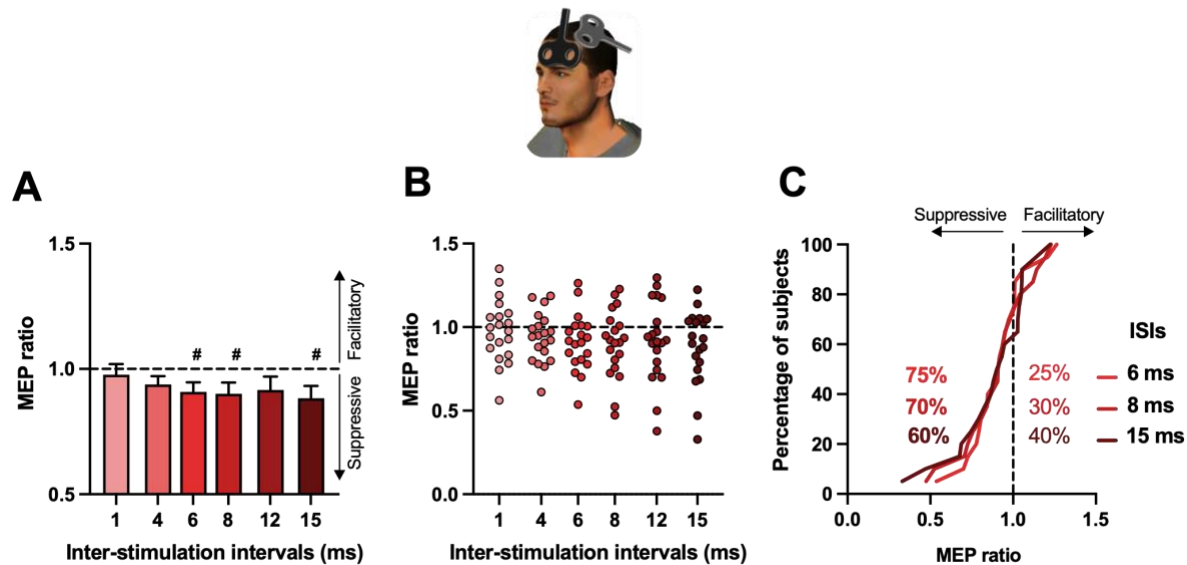 A
MEP ratio
1.5
1.0
0.5
# # #
Facilitatory
Suppressive
1 4 6 8 12 15
Inter-stimulation intervals (ms)
B
MEP ratio
1.5
1.0
0.5
0.0
1 4 6 8 12 15
Inter-stimulation intervals (ms)
C
Suppressive Facilitatory
Percentage of subjects
100
80
60
40
20
0
ISIs
75% 25% 6 ms
70% 30% 8 ms
60% 40% 15 ms
0.0 0.5 1.0 1.5
MEP ratio